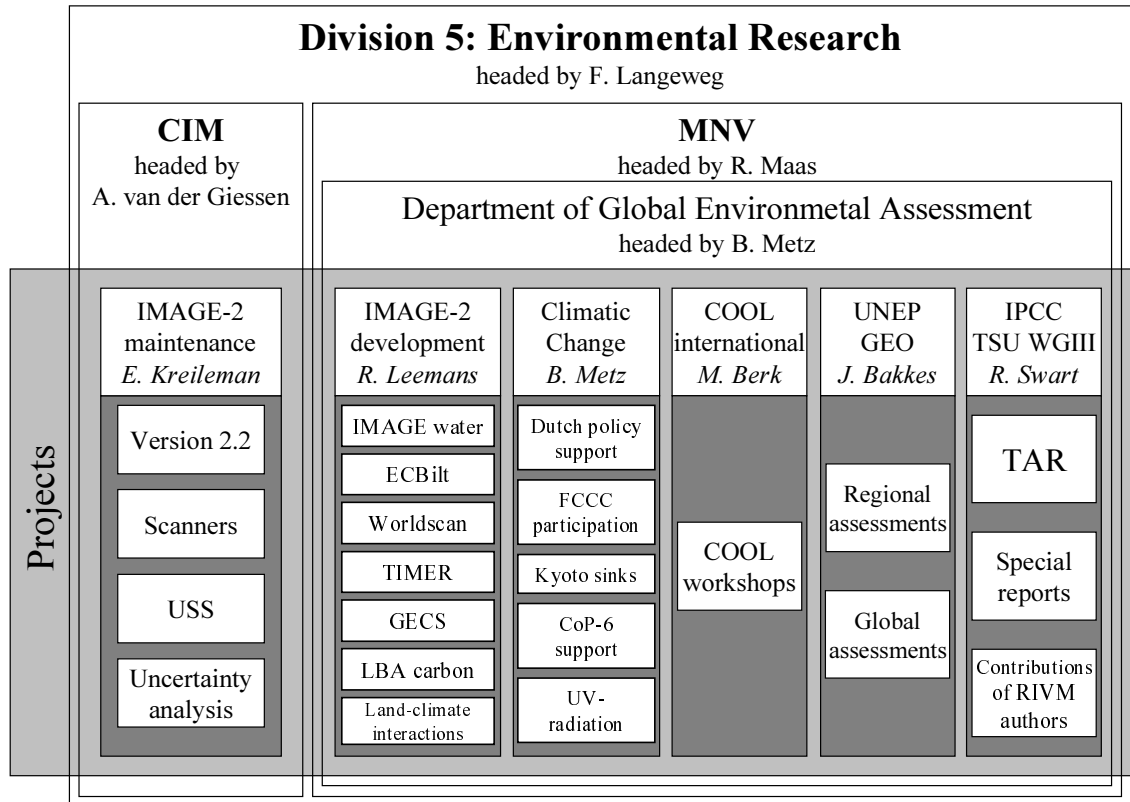 Division 5: Environmental Research
headed by F. Langeweg
CIM
headed by
A. van der Giessen
MNV
headed by R. Maas
Department of Global Environmetal Assessment
headed by B. Metz
Projects
IMAGE-2
maintenance
E. Kreileman
Version 2.2
Scanners
USS
Uncertainty
analysis
IMAGE-2
development
R. Leemans
IMAGE water
ECBilt
Worldscan
TIMER
GECS
LBA carbon
Land-climate
interactions
Climatic
Change
B. Metz
Dutch policy
support
FCCC
participation
Kyoto sinks
CoP-6
support
UV-
radiation
COOL
international
M. Berk
COOL
workshops
UNEP
GEO
J. Bakkes
Regional
assessments
Global
assessments
IPCC
TSU WGIII
R. Swart
TAR
Special
reports
Contributions
of RIVM
authors